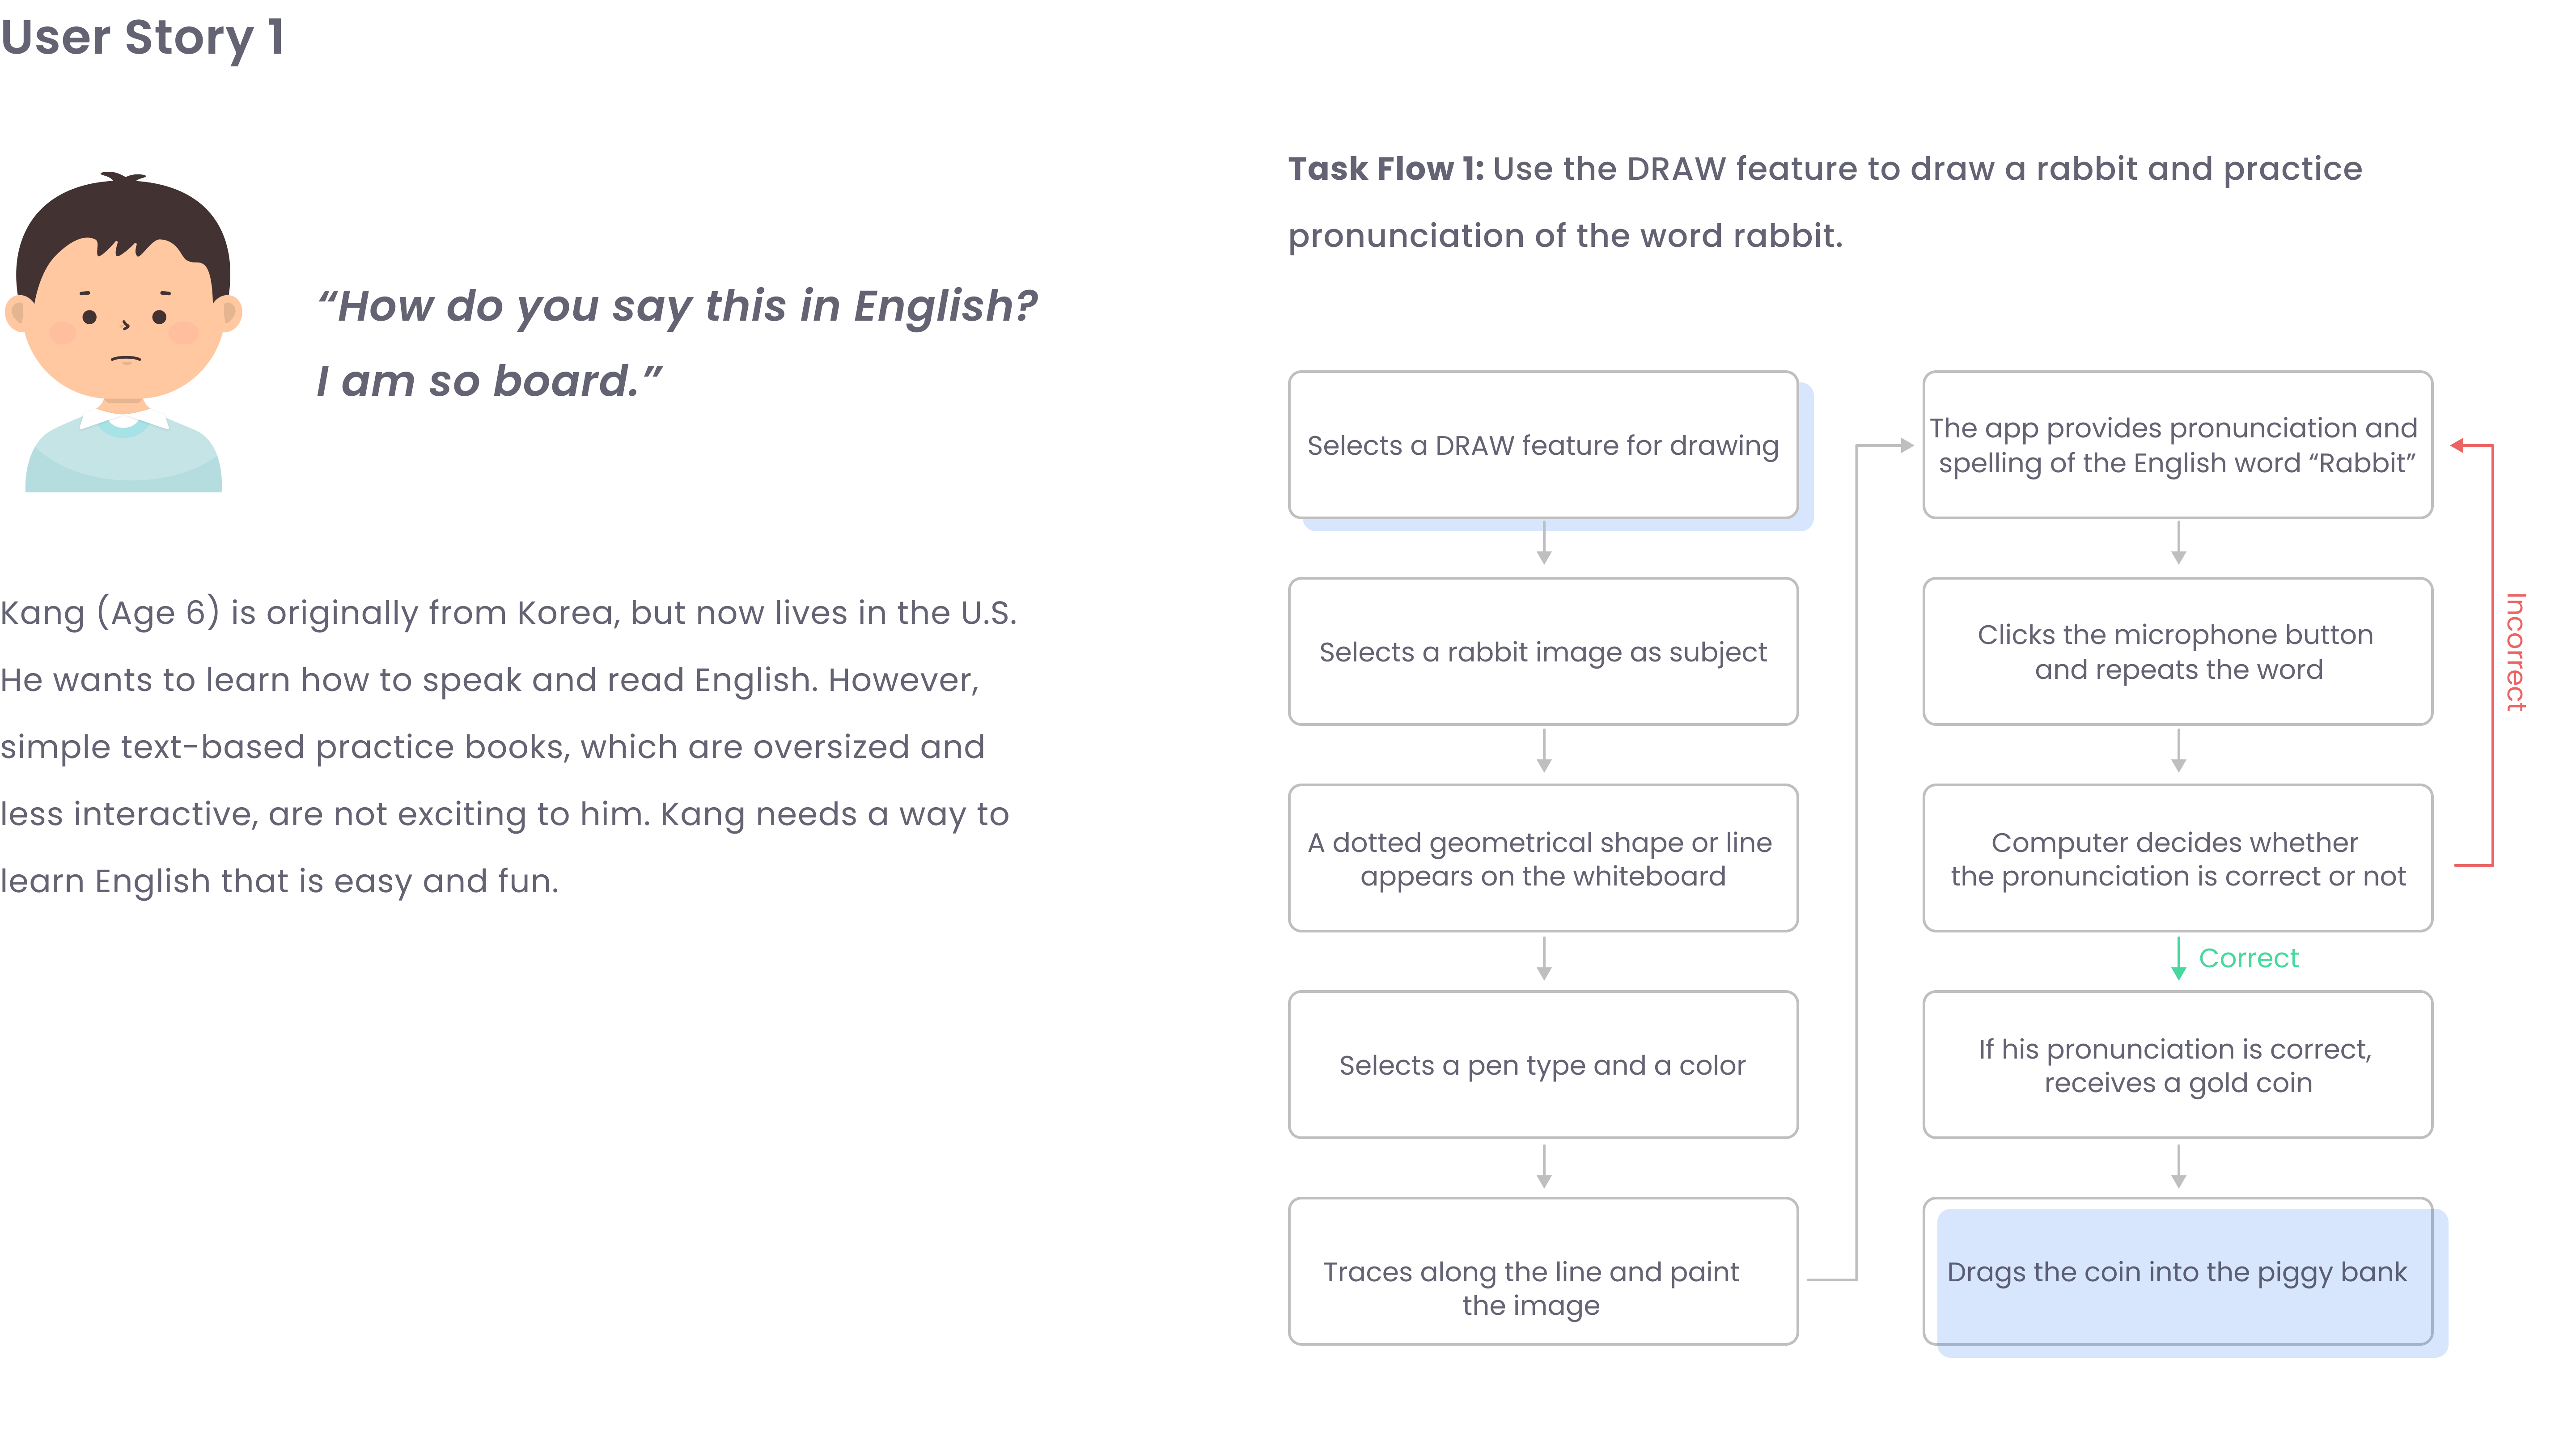 User Story 1
“How do you say this in English?
I am so board.”
Kang (Age 6) is originally from Korea, but now lives in the U.S.
He wants to learn how to speak and read English. However,
simple text-based practice books, which are oversized and
less interactive, are not exciting to him. Kang needs a way to
learn English that is easy and fun.
Task Flow 1: Use the DRAW feature to draw a rabbit and practice
pronunciation of the word rabbit.
Selects a DRAW feature for drawing
Selects a rabbit image as subject
A dotted geometrical shape or line
appears on the whiteboard
Selects a pen type and a color
Traces along the line and paint
the image
The app provides pronunciation and
spelling of the English word “Rabbit”
Clicks the microphone button
and repeats the word
Computer decides whether
the pronunciation is correct or not
Incorrect
Correct
If his pronunciation is correct,
receives a gold coin
Drags the coin into the piggy bank